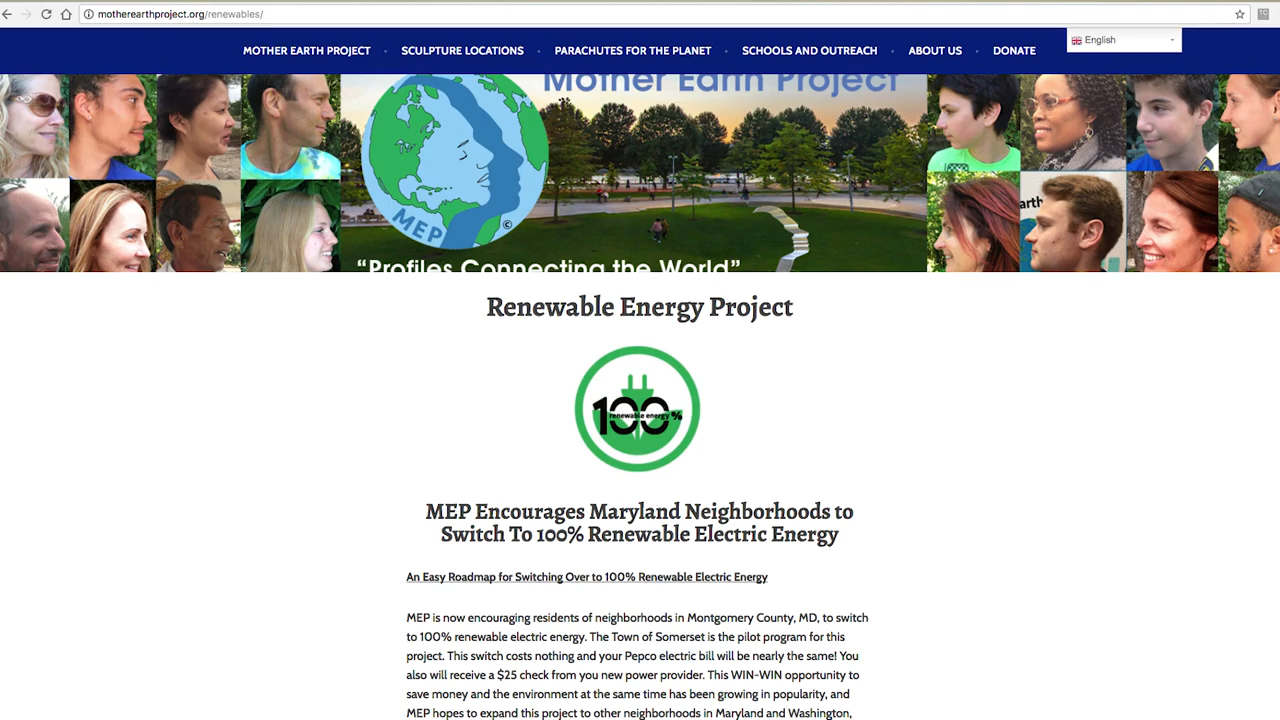 motherearthproject.org/renewables/
TC
MOTHER EARTH PROJECT • SCULPTURE LOCATIONS • PARACHUTES FOR THE PLANET • SCHOOLS AND OUTREACH • ABOUT US • DONATE
English
Mother Earth Project
MEP
©
"Profiles Connecting the World"
arth
Renewable Energy Project
100%
renewable energy
MEP Encourages Maryland Neighborhoods to
Switch To 100% Renewable Electric Energy
An Easy Roadmap for Switching Over to 100% Renewable Electric Energy
MEP is now encouraging residents of neighborhoods in Montgomery County, MD, to switch
to 100% renewable electric energy. The Town of Somerset is the pilot program for this
project. This switch costs nothing and your Pepco electric bill will be nearly the same! You
also will receive a $25 check from you new power provider. This WIN-WIN opportunity to
save money and the environment at the same time has been growing in popularity, and
MEP hopes to expand this project to other neighborhoods in Maryland and Washington,